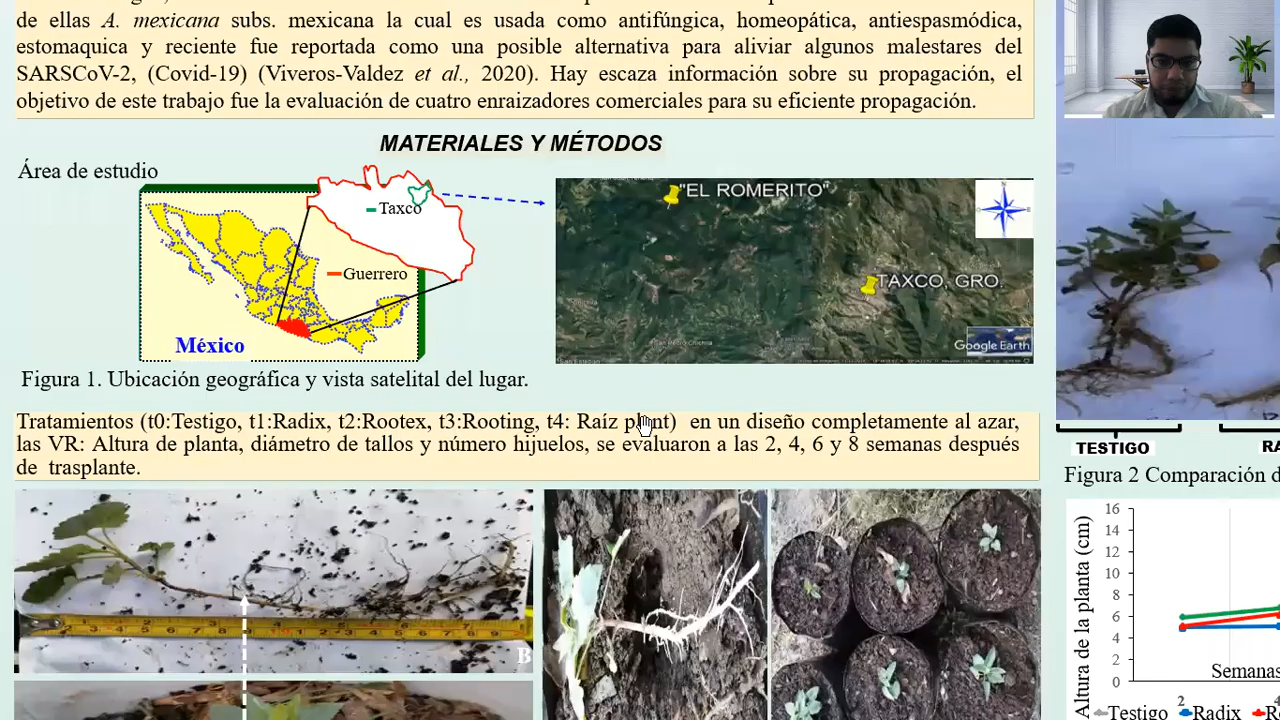 de ellas A. mexicana subs. mexicana la cual es usada como antifúngica, homeopática, antiespasmódica,
estomaquica y reciente fue reportada como una posible alternativa para aliviar algunos malestares del
SARSCoV-2, (Covid-19) (Viveros-Valdez et al., 2020). Hay escaza información sobre su propagación, el
objetivo de este trabajo fue la evaluación de cuatro enraizadores comerciales para su eficiente propagación.
MATERIALES Y MÉTODOS
Área de estudio
Taxco
Guerrero
México
"EL ROMERITO"
N
TAXCO, GRO.
Google Earth
Figura 1. Ubicación geográfica y vista satelital del lugar.
Tratamientos (t0:Testigo, t1:Radix, t2:Rootex, t3:Rooting, t4: Raíz plant) en un diseño completamente al azar,
las VR: Altura de planta, diámetro de tallos y número hijuelos, se evaluaron a las 2, 4, 6 y 8 semanas después
de trasplante.
B
TESTIGO
RA
Figura 2 Comparación d
Altura de la planta (cm)
16
14
12
10
8
6
4
2
0
Semanas
2
Testigo Radix R